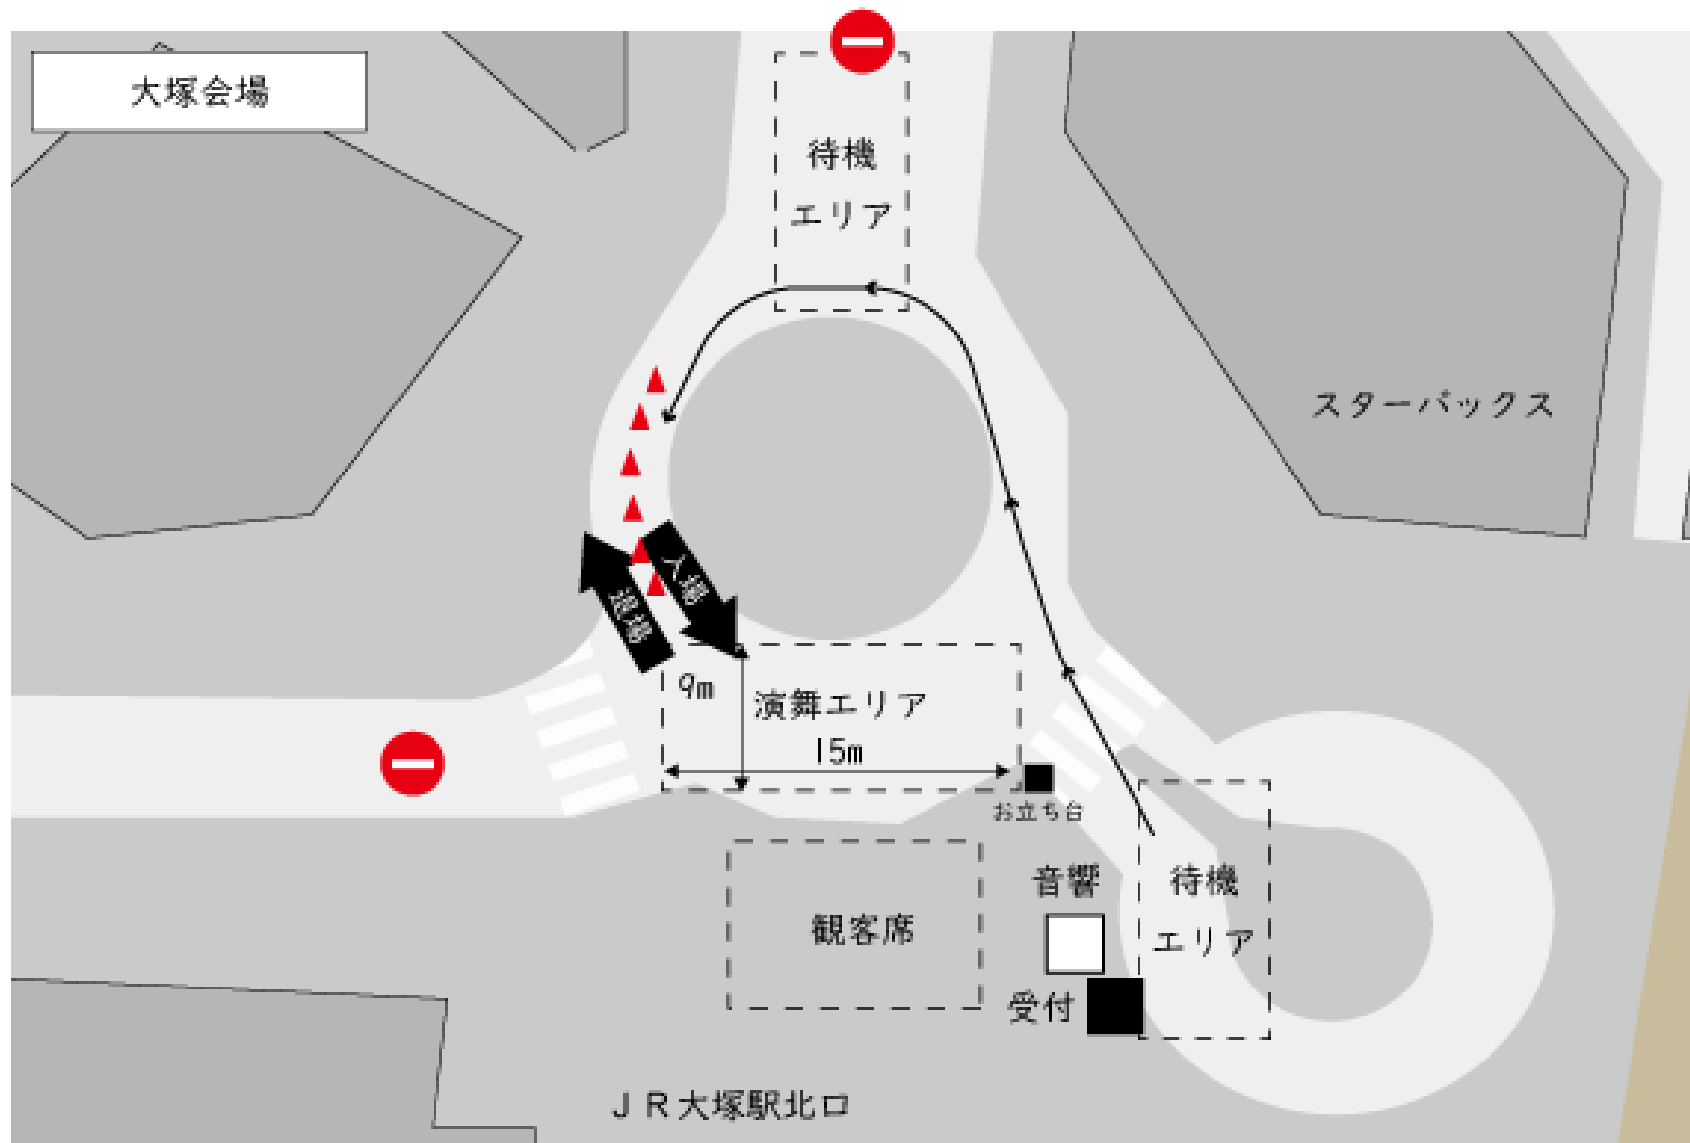 大塚会場
待機
エリア
スターバックス
入場
退場
9m
演舞エリア
15m
お立ち台
音響
待機
エリア
観客席
受付
ＪＲ大塚駅北口